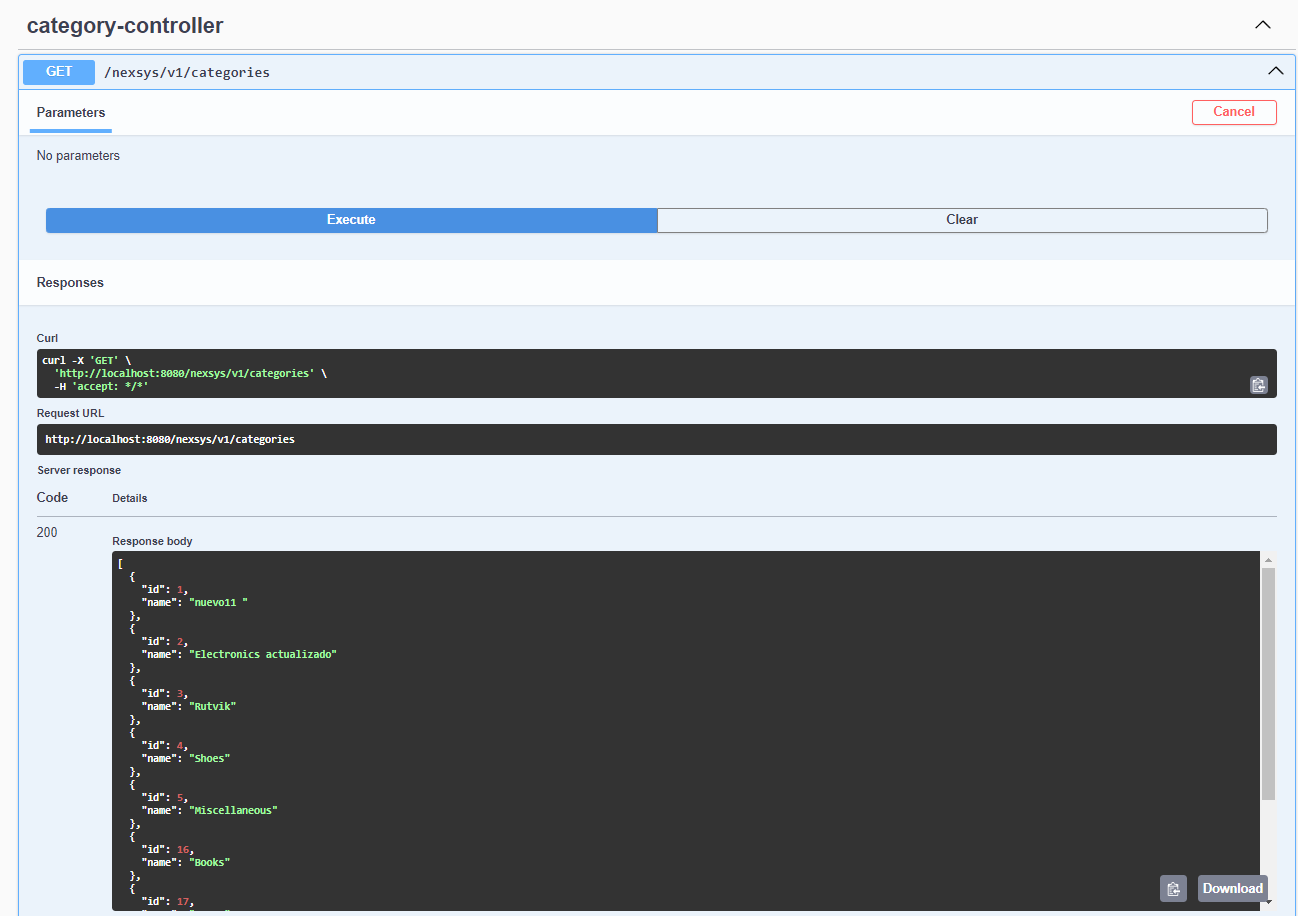 category-controller
GET /nexsys/v1/categories
Parameters
Cancel
No parameters
Execute
Clear
Responses
Curl
curl -X 'GET' \
'http://localhost:8080/nexsys/v1/categories' \
-H 'accept: */*'
Request URL
http://localhost:8080/nexsys/v1/categories
Server response
Code
Details
200
Response body
[
{
"id": 1,
"name": "nuevo11 "
},
{
"id": 2,
"name": "Electronics actualizado"
},
{
"id": 3,
"name": "Rutvik"
},
{
"id": 4,
"name": "Shoes"
},
{
"id": 5,
"name": "Miscellaneous"
},
{
"id": 16,
"name": "Books"
},
{
"id": 17,
Download